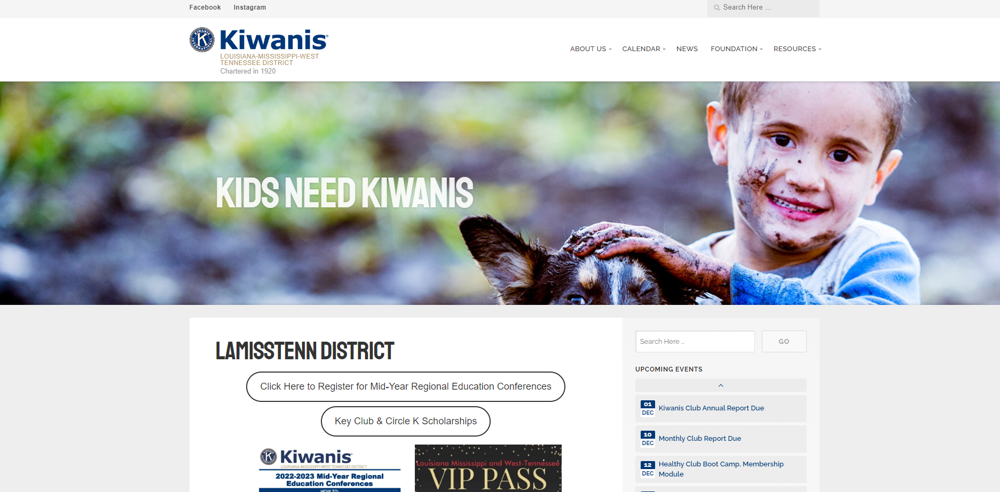 Facebook
Instagram
Search Here ...
Kiwanis
LOUISIANA-MISSISSIPPI-WEST
TENNESSEE DISTRICT
Chartered in 1920
ABOUT US
CALENDAR
NEWS
FOUNDATION
RESOURCES
KIDS NEED KIWANIS
LAMISSTENN DISTRICT
Click Here to Register for Mid-Year Regional Education Conferences
Key Club & Circle K Scholarships
Kiwanis
LOUISIANA-MISSISSIPPI-WEST TENNESSEE DISTRICT
2022-2023 Mid-Year Regional
Education Conferences
HOW TO:
Louisiana Mississippi and West-Tennessee
VIP PASS
Search Here ...
GO
UPCOMING EVENTS
01
DEC
Kiwanis Club Annual Report Due
10
DEC
Monthly Club Report Due
12
DEC
Healthy Club Boot Camp, Membership
Module